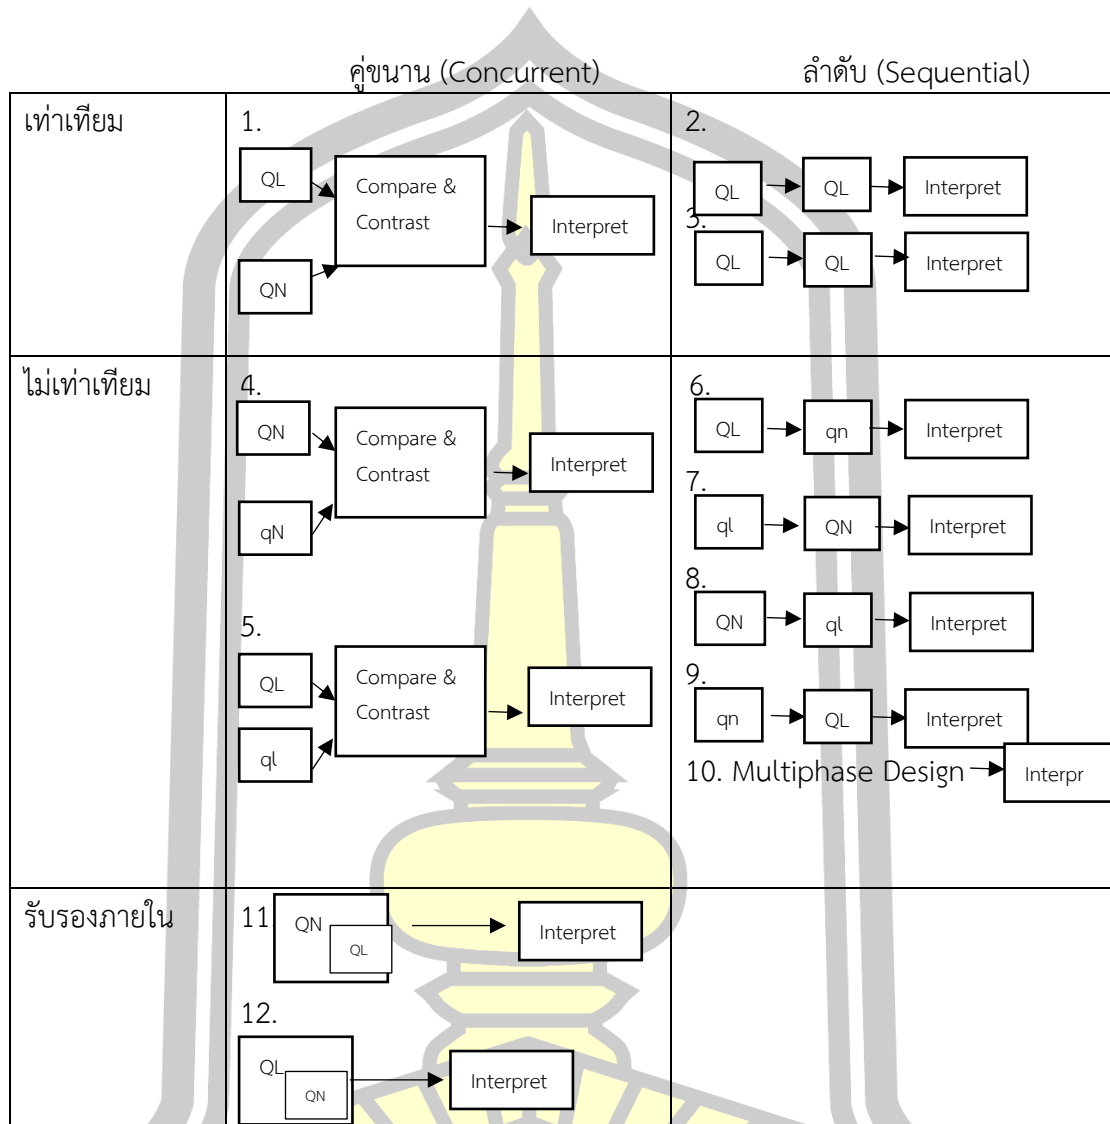 คู่ขนาน (Concurrent)
ลำดับ (Sequential)
เท่าเทียม
1.
QL
QN
Compare &
Contrast
Interpret
2.
QL
QL
Interpret
3.
QL
QL
Interpret
ไม่เท่าเทียม
4.
QN
qN
Compare &
Contrast
Interpret
5.
QL
ql
Compare &
Contrast
Interpret
6.
QL
qn
Interpret
7.
ql
QN
Interpret
8.
QN
ql
Interpret
9.
qn
QL
Interpret
10. Multiphase Design
Interpr
รับรองภายใน
11
QN
QL
Interpret
12.
QL
QN
Interpret